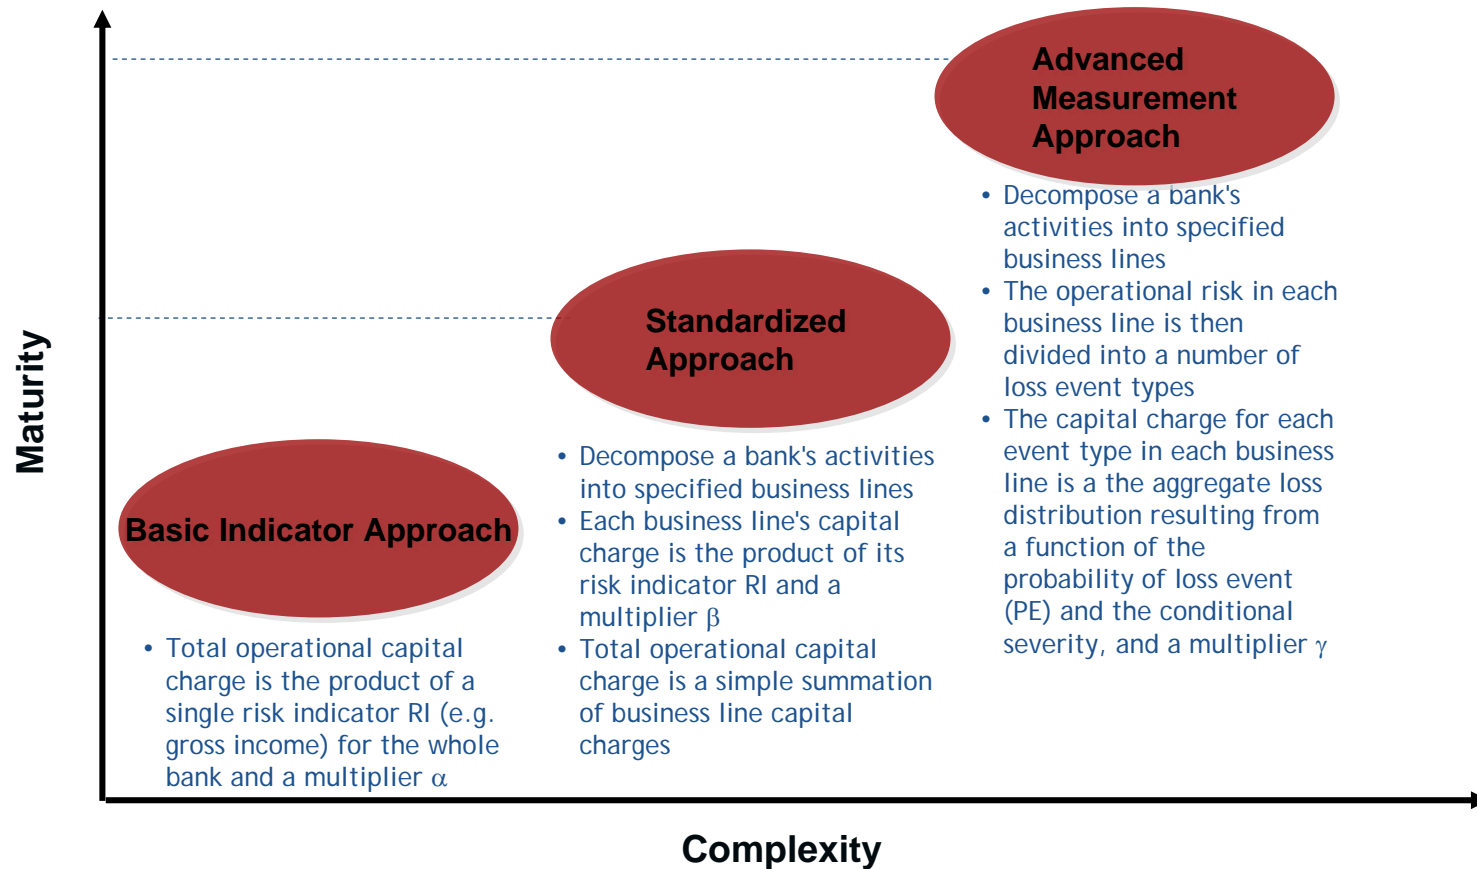 Maturity
Basic Indicator Approach
• Total operational capital
charge is the product of a
single risk indicator RI (e.g.
gross income) for the whole
bank and a multiplier α
Standardized
Approach
• Decompose a bank's activities
into specified business lines
• Each business line's capital
charge is the product of its
risk indicator RI and a
multiplier β
• Total operational capital
charge is a simple summation
of business line capital
charges
Advanced
Measurement
Approach
• Decompose a bank's
activities into specified
business lines
• The operational risk in each
business line is then
divided into a number of
loss event types
• The capital charge for each
event type in each business
line is a the aggregate loss
distribution resulting from
a function of the
probability of loss event
(PE) and the conditional
severity, and a multiplier γ
Complexity